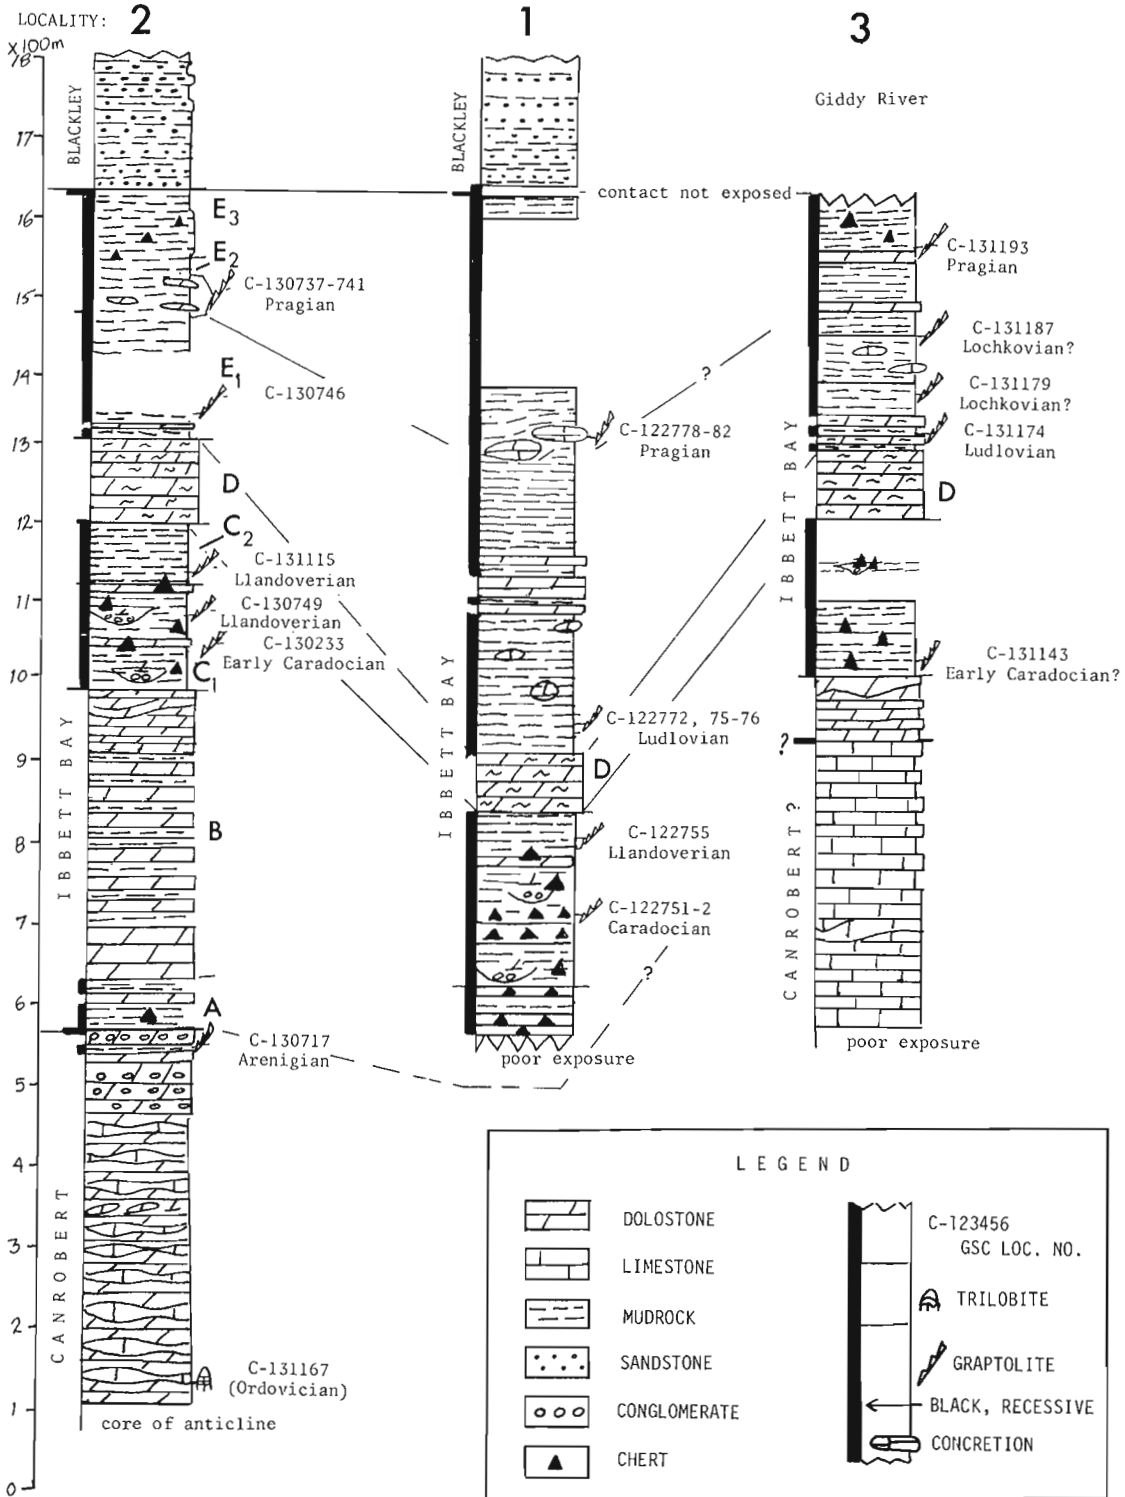 LOCALITY: 2 1 3
X100m
18
17
16
15
14
13
12
11
10
9
8
7
6
5
4
3
2
1
0
BLACKLEY
IBBETT BAY
CANROBERT
E3
E2
C-130737-741
Pragian
E1
C-130746
D
C2
C-131115
Llandoverian
C-130749
Llandoverian
C-130233
Early Caradocian
C1
B
A
C-130717
Arenigian
C-131167
(Ordovician)
core of anticline
BLACKLEY
IBBETT BAY
contact not exposed
?
C-122778-82
Pragian
C-122772, 75-76
Ludlovian
D
C-122755
Llandoverian
C-122751-2
Caradocian
?
poor exposure
Giddy River
IBBETT BAY
CANROBERT ?
C-131193
Pragian
C-131187
Lochkovian?
C-131179
Lochkovian?
C-131174
Ludlovian
D
C-131143
Early Caradocian?
?
poor exposure
LEGEND
DOLOSTONE
LIMESTONE
MUDROCK
SANDSTONE
CONGLOMERATE
CHERT
C-123456
GSC LOC. NO.
TRILOBITE
GRAPTOLITE
BLACK, RECESSIVE
CONCRETION